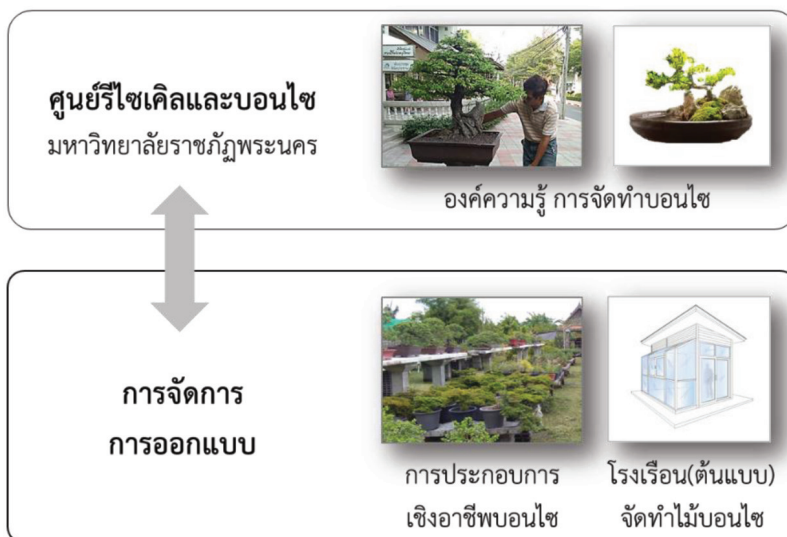 ศูนย์รีไซเคิลและบอนไซ
มหาวิทยาลัยราชภัฏพระนคร
องค์ความรู้ การจัดทำบอนไซ
การจัดการ
การออกแบบ
การประกอบการ
เชิงอาชีพบอนไซ
โรงเรือน(ต้นแบบ)
จัดทำไม้บอนไซ